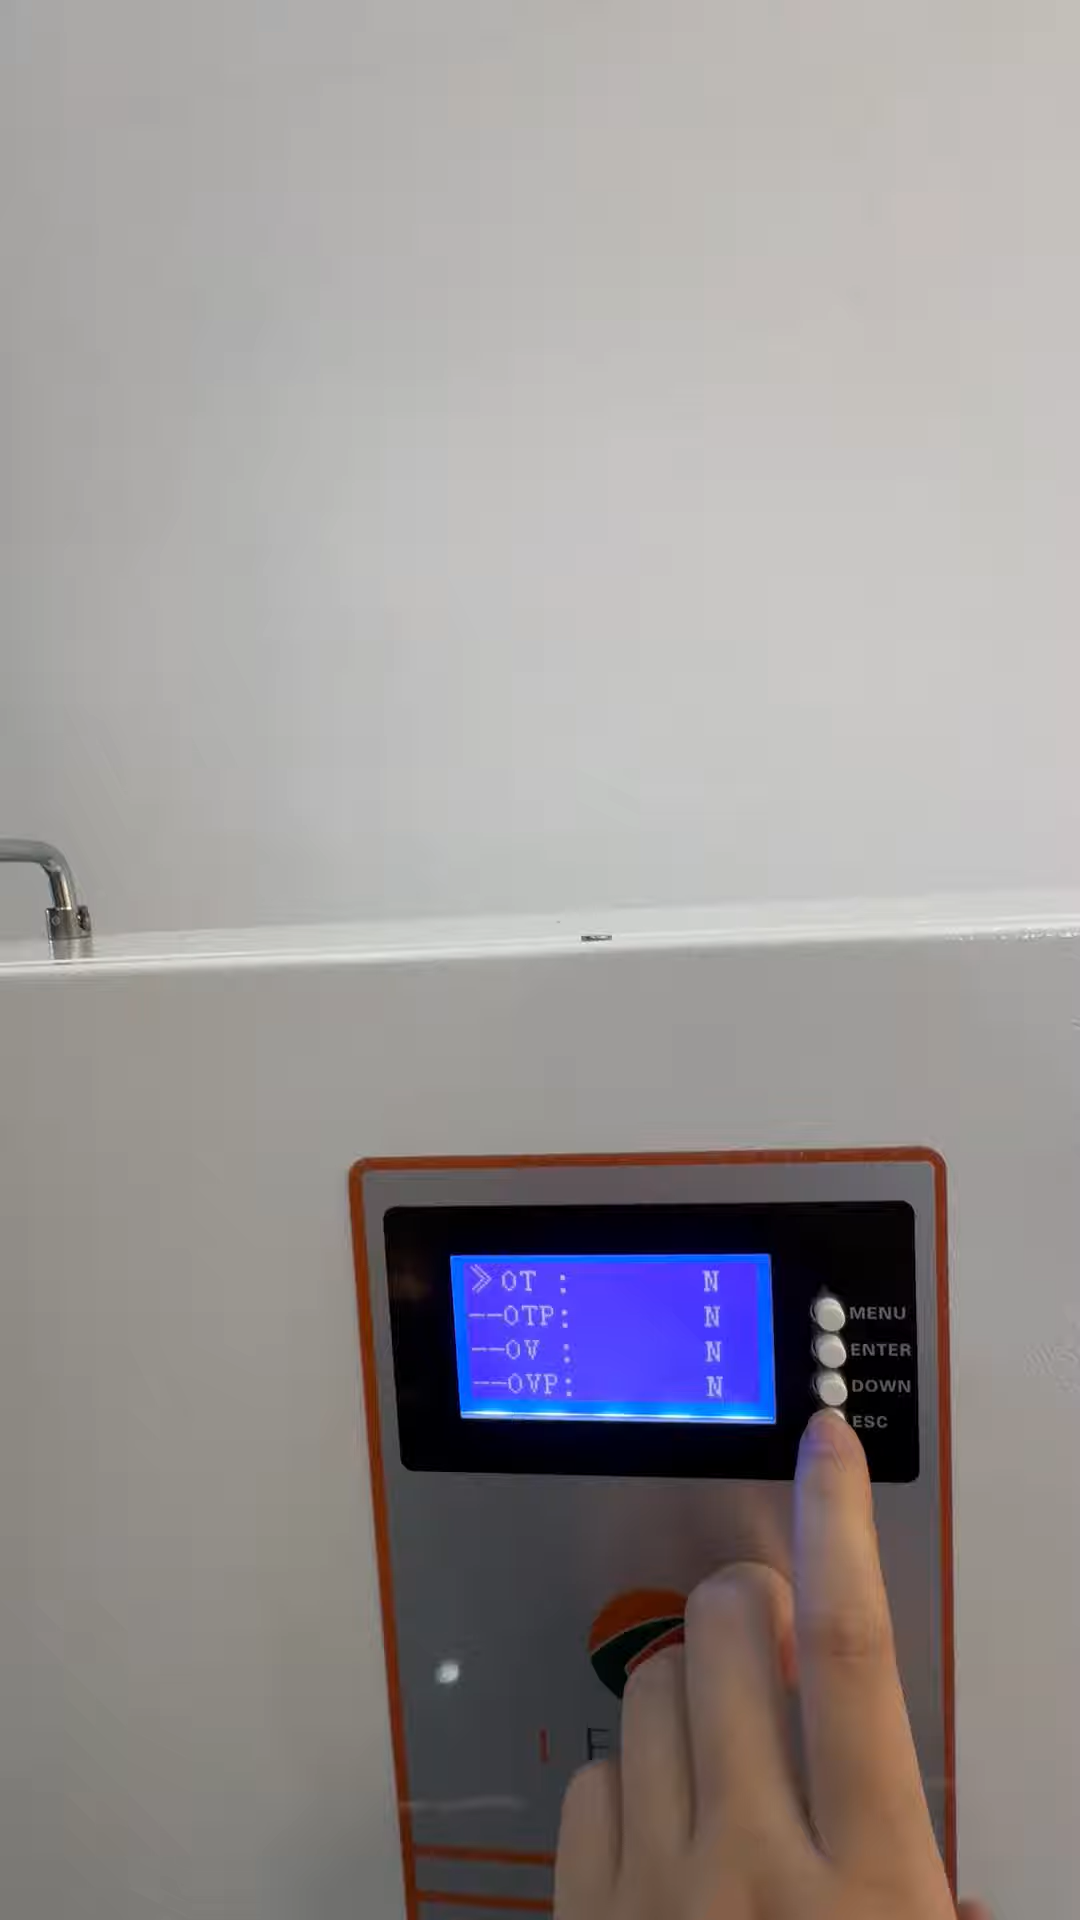 ≫OT : N
--OTP: N
--OV : N
--OVP: N
MENU
ENTER
DOWN
ESC